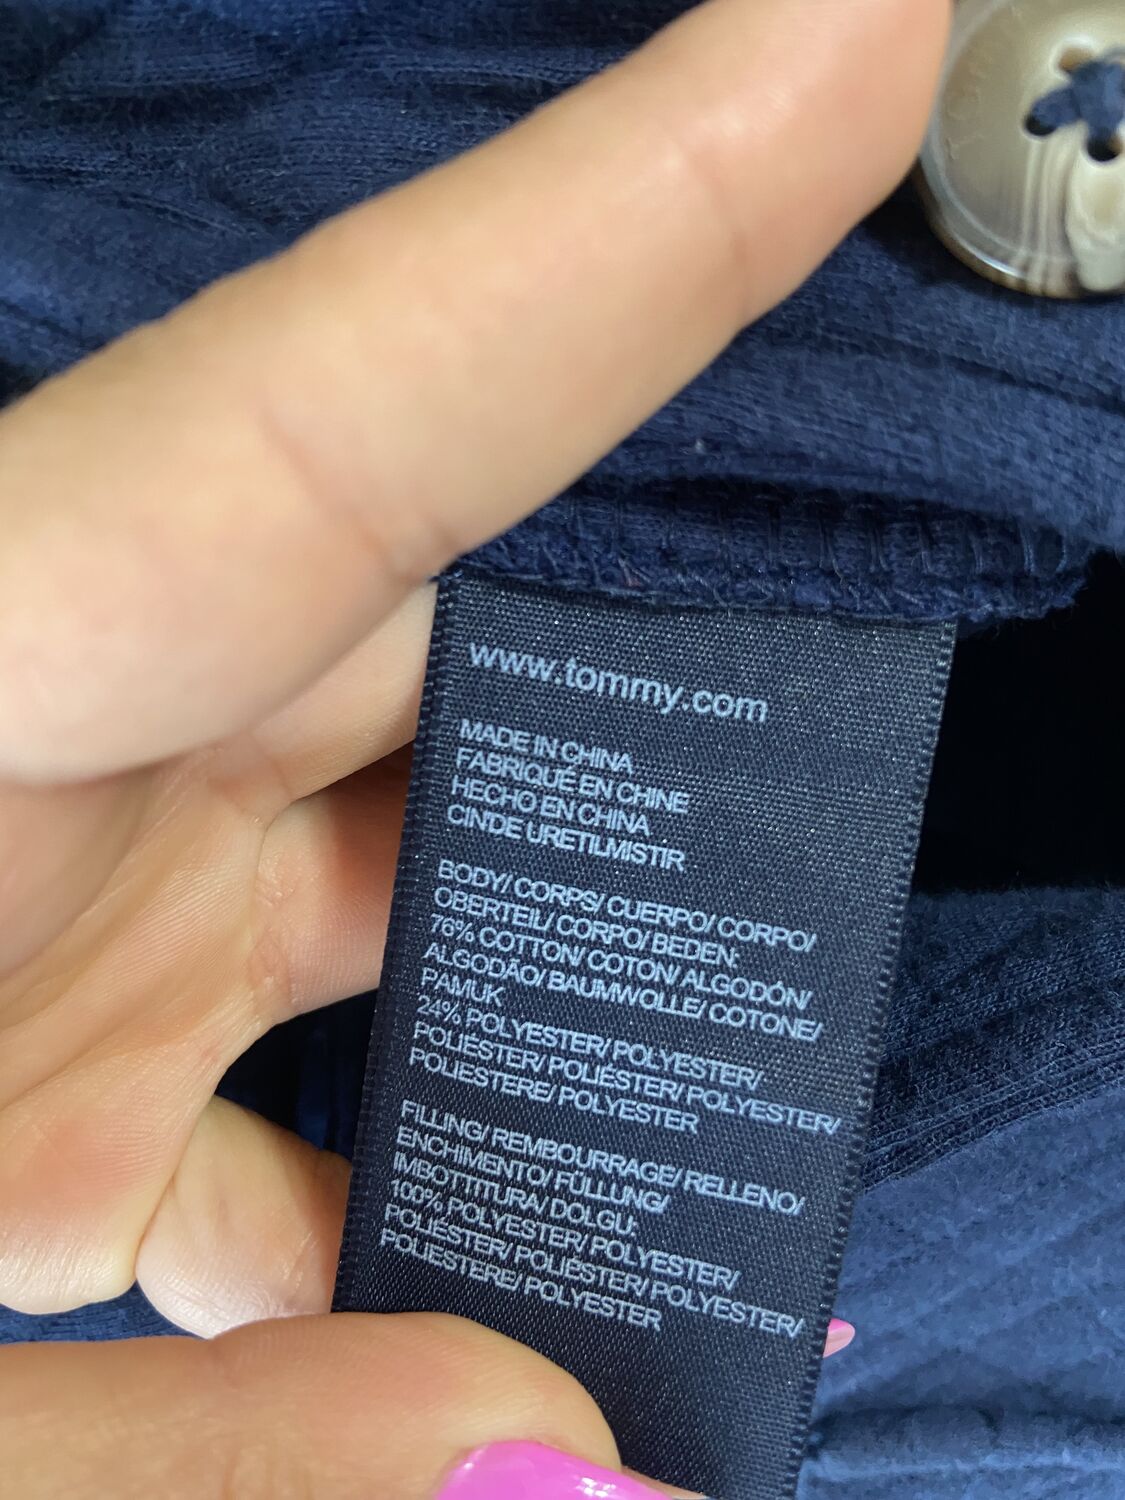 www.tommy.com
MADE IN CHINA
FABRIQUÉ EN CHINE
HECHO EN CHINA
CINDE URETILMISTIR
BODY/ CORPS/ CUERPO/ CORPO/
OBERTEIL/ CORPO/ BEDEN:
76% COTTON/ COTON/ ALGODÓN/
ALGODÃO/ BAUMWOLLE/ COTONE/
PAMUK
24% POLYESTER/ POLYESTER/
POLIÉSTER/ POLIÉSTER/ POLYESTER/
POLIESTERE/ POLYESTER
FILLING/ REMBOURRAGE/ RELLENO/
ENCHIMENTO/ FÜLLUNG/
IMBOTTITURA/ DOLGU:
100% POLYESTER/ POLYESTER/
POLIÉSTER/ POLIÉSTER/ POLYESTER/
POLIESTERE/ POLYESTER